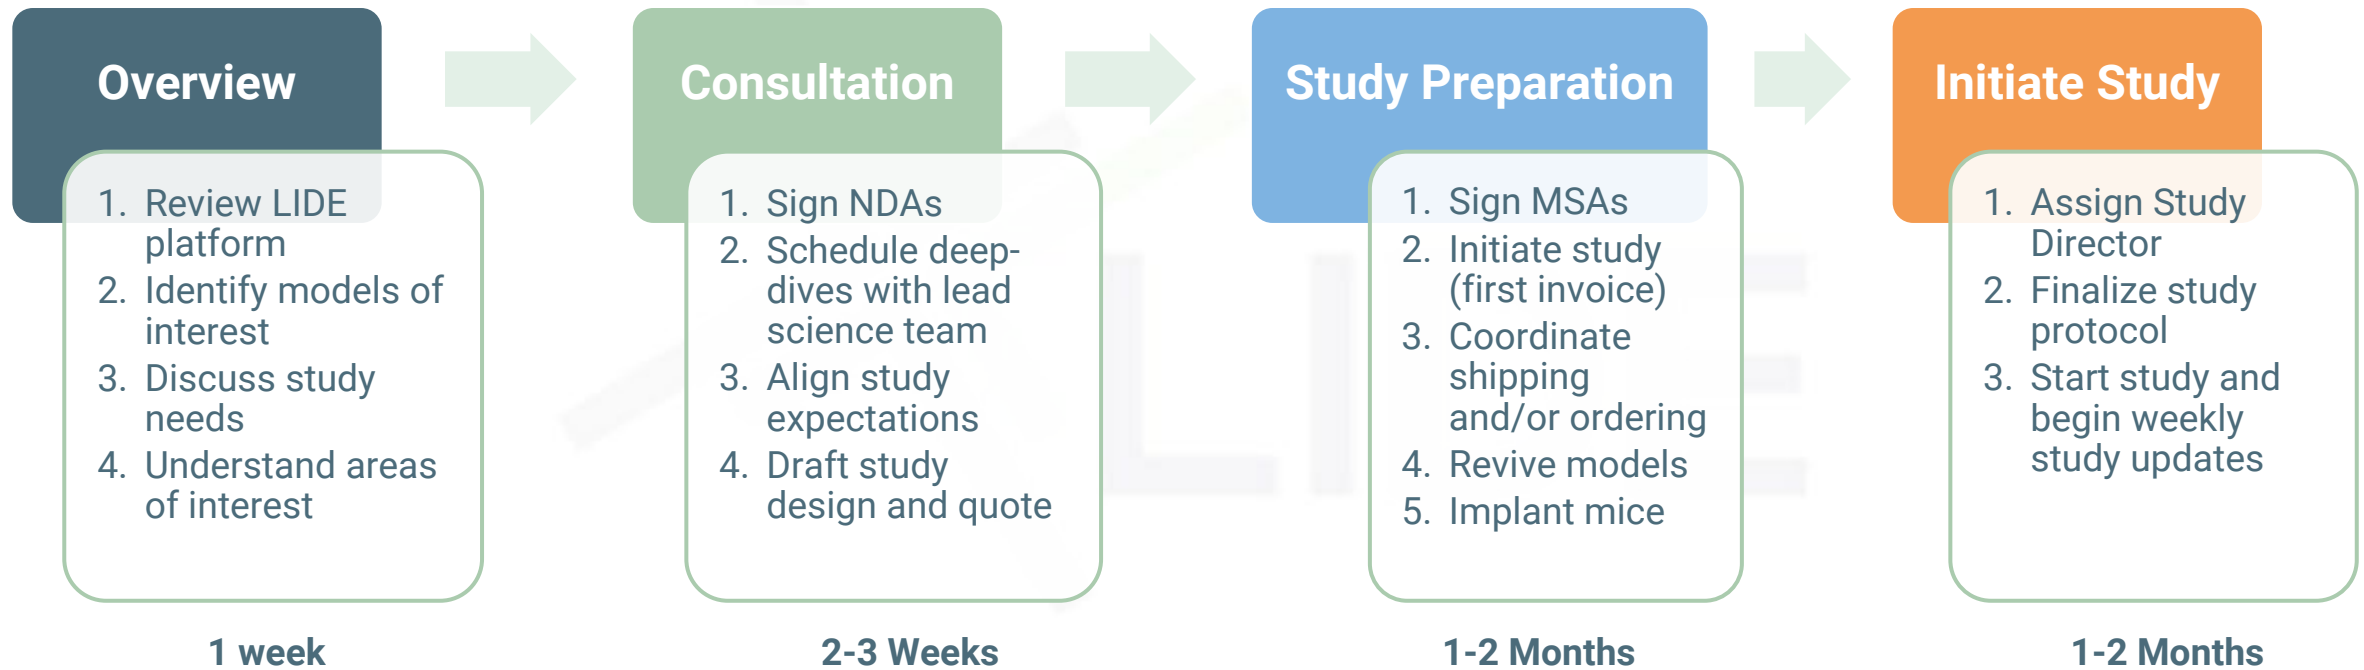 Overview
1. Review LIDE
platform
2. Identify models of
interest
3. Discuss study
needs
4. Understand areas
of interest
1 week
Consultation
1. Sign NDAs
2. Schedule deep-
dives with lead
science team
3. Align study
expectations
4. Draft study
design and quote
2-3 Weeks
Study Preparation
1. Sign MSAs
2. Initiate study
(first invoice)
3. Coordinate
shipping
and/or ordering
4. Revive models
5. Implant mice
1-2 Months
Initiate Study
1. Assign Study
Director
2. Finalize study
protocol
3. Start study and
begin weekly
study updates
1-2 Months